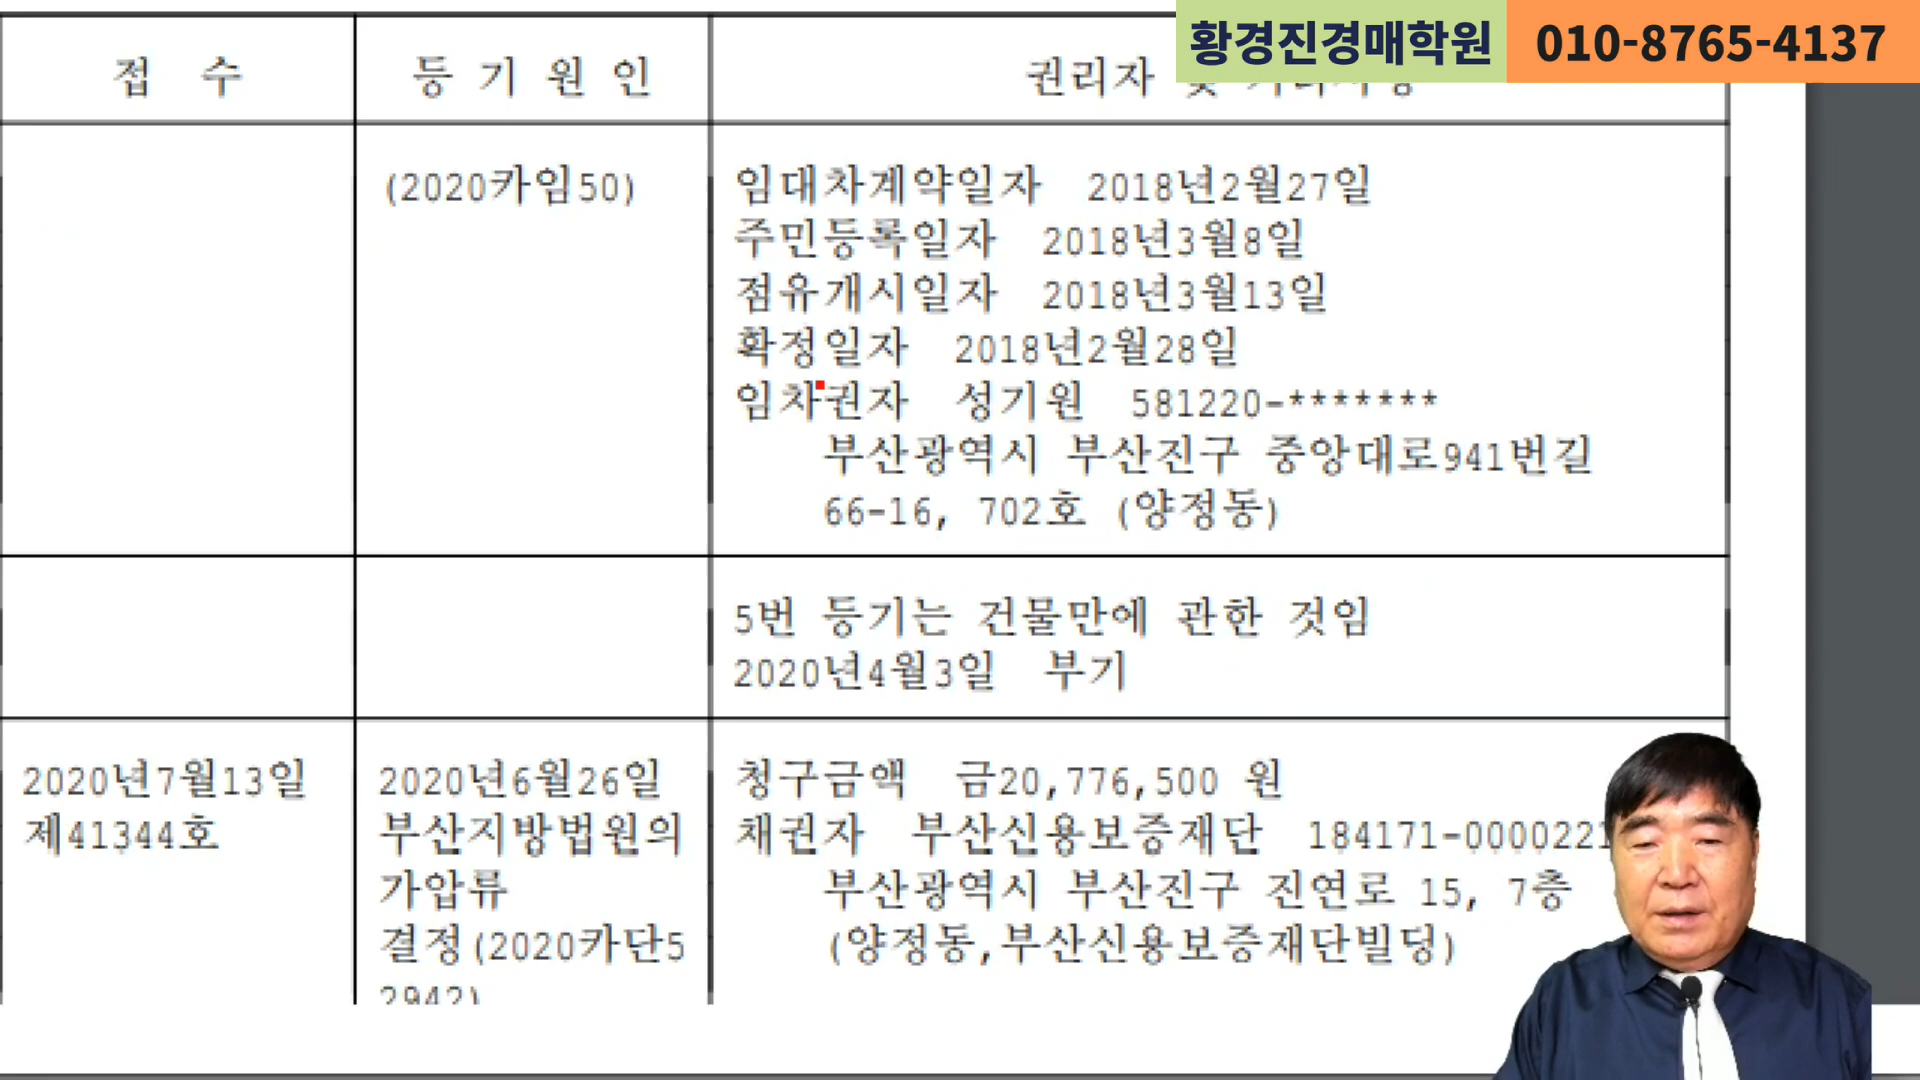 황경진경매학원 010-8765-4137
접 수 등 기 원 인 권리자
(2020카임50) 임대차계약일자 2018년2월27일
주민등록일자 2018년3월8일
점유개시일자 2018년3월13일
확정일자 2018년2월28일
임차권자 성기원 581220-*******
부산광역시 부산진구 중앙대로941번길
66-16, 702호 (양정동)
5번 등기는 건물만에 관한 것임
2020년4월3일 부기
2020년7월13일 2020년6월26일 청구금액 금20,776,500 원
제41344호 부산지방법원의 채권자 부산신용보증재단 184171-0000221
가압류 부산광역시 부산진구 진연로 15, 7층
결정(2020카단5 (양정동,부산신용보증재단빌딩)
2942)